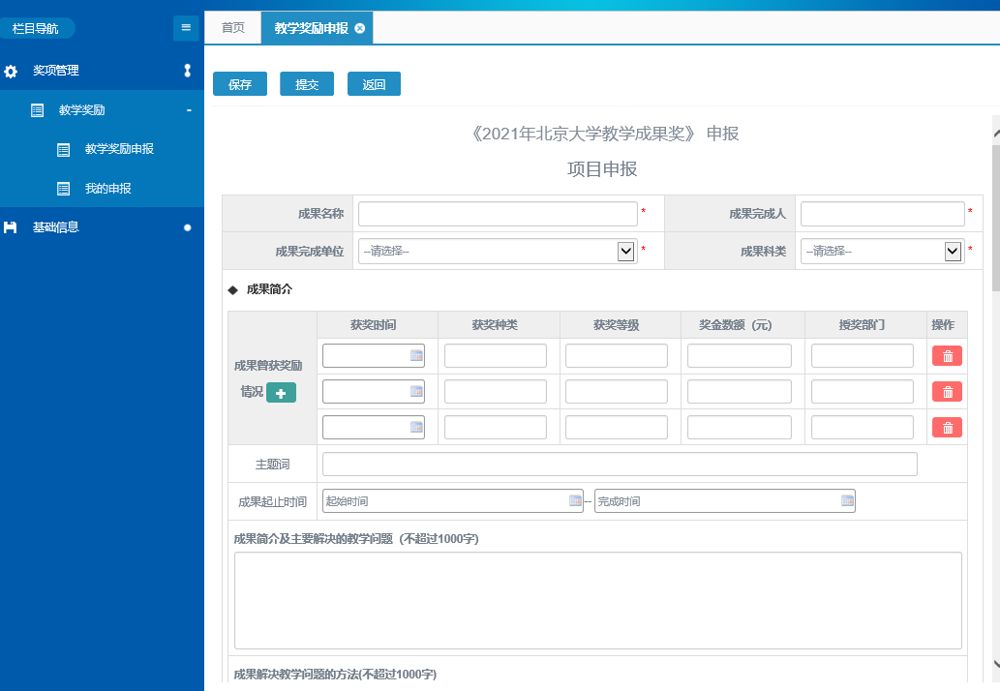 栏目导航
首页
教学奖励申报
奖项管理
教学奖励
-
教学奖励申报
我的申报
基础信息
保存
提交
返回
《2021年北京大学教学成果奖》 申报
项目申报
成果名称 * 成果完成人 *
成果完成单位 --请选择-- * 成果科类 --请选择-- *
◆ 成果简介
获奖时间 获奖种类 获奖等级 奖金数额（元） 授奖部门 操作
成果曾获奖励
情况 +
主题词
成果起止时间 起始时间 -- 完成时间
成果简介及主要解决的教学问题（不超过1000字)
成果解决教学问题的方法(不超过1000字)